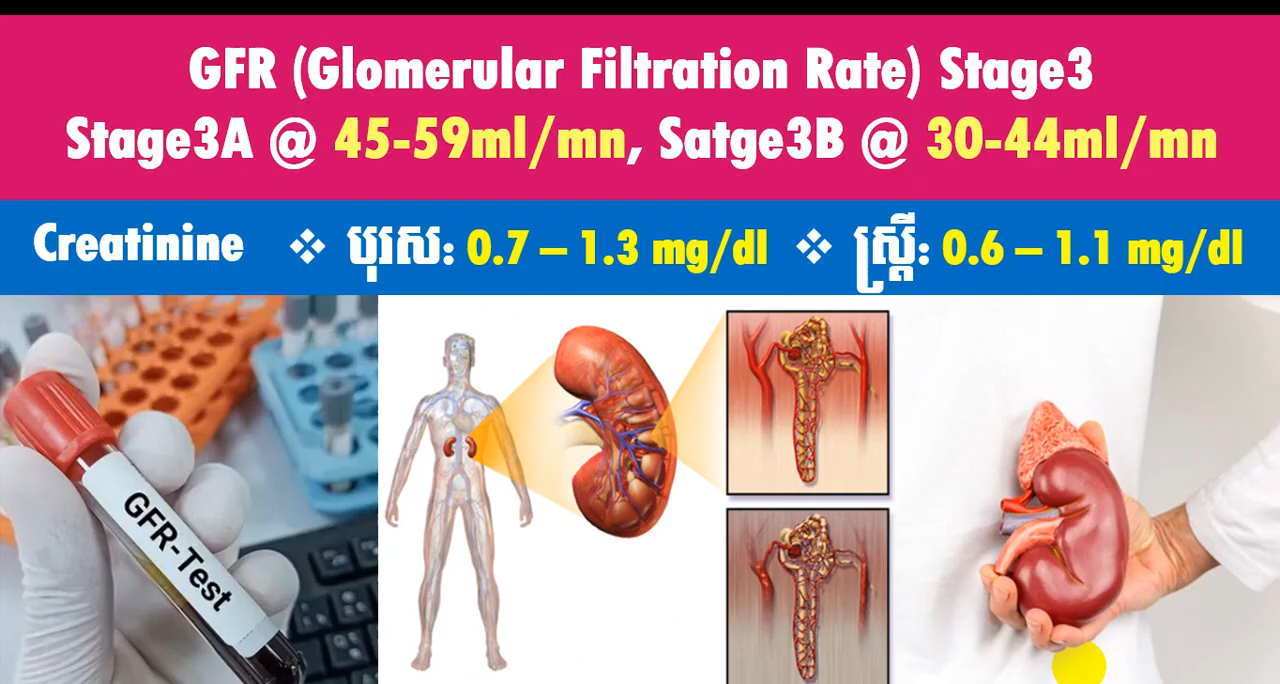 GFR (Glomerular Filtration Rate) Stage3
Stage3A @ 45-59ml/mn, Satge3B @ 30-44ml/mn
Creatinine ❖ បុរស: 0.7 – 1.3 mg/dl ❖ ស្ត្រី: 0.6 – 1.1 mg/dl
GFR-Test